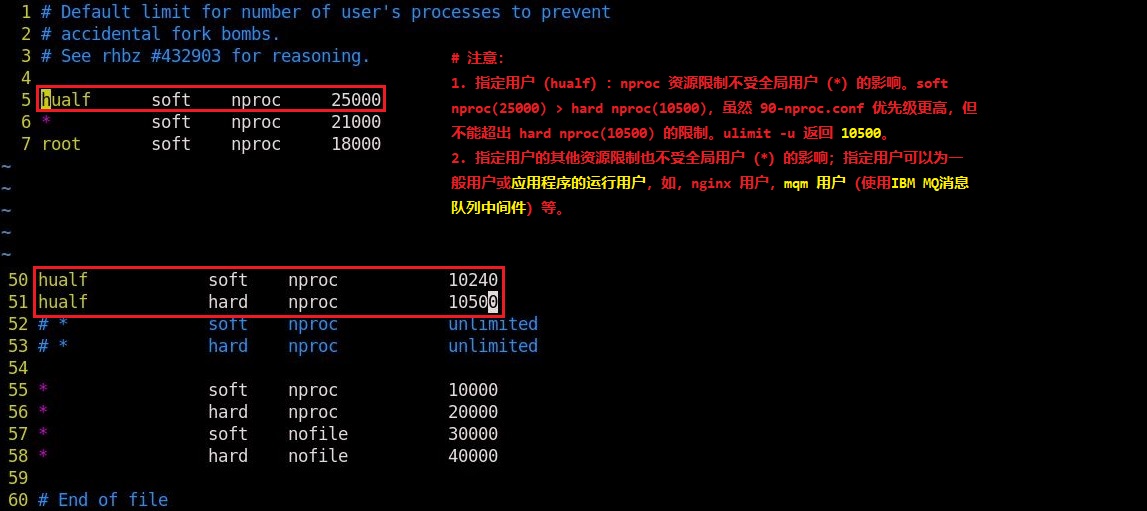 1 # Default limit for number of user's processes to prevent
2 # accidental fork bombs.
3 # See rhbz #432903 for reasoning.
4
5 hualf soft nproc 25000
6 * soft nproc 21000
7 root soft nproc 18000
~
~
~
~
~
# 注意：
1. 指定用户（hualf）：nproc 资源限制不受全局用户（*）的影响。soft
nproc(25000) > hard nproc(10500)，虽然 90-nproc.conf 优先级更高，但
不能超出 hard nproc(10500) 的限制。ulimit -u 返回 10500。
2. 指定用户的其他资源限制也不受全局用户（*）的影响；指定用户可以为一
般用户或应用程序的运行用户，如，nginx 用户，mqm 用户（使用IBM MQ消息
队列中间件）等。
50 hualf soft nproc 10240
51 hualf hard nproc 10500
52 # * soft nproc unlimited
53 # * hard nproc unlimited
54
55 * soft nproc 10000
56 * hard nproc 20000
57 * soft nofile 30000
58 * hard nofile 40000
59
60 # End of file